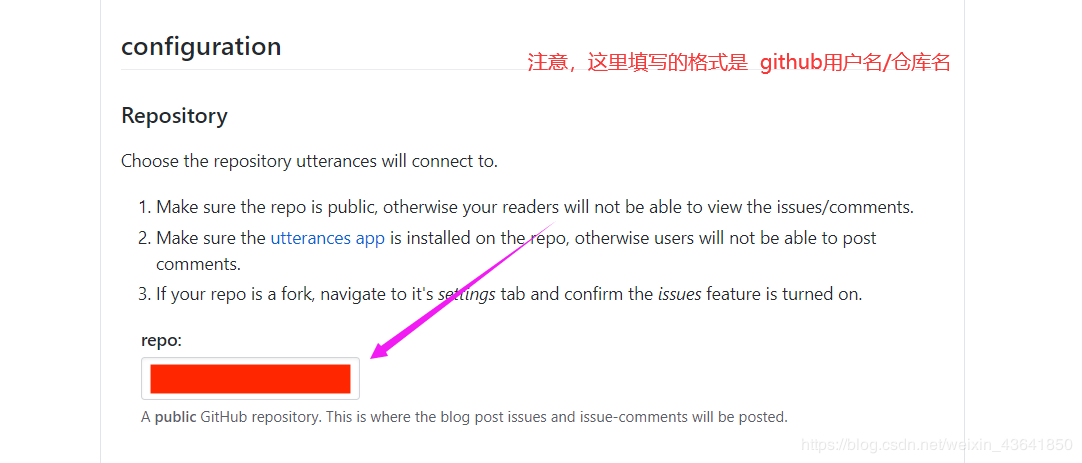 configuration
注意，这里填写的格式是 github用户名/仓库名
Repository
Choose the repository utterances will connect to.
1. Make sure the repo is public, otherwise your readers will not be able to view the issues/comments.
2. Make sure the utterances app is installed on the repo, otherwise users will not be able to post
comments.
3. If your repo is a fork, navigate to it's settings tab and confirm the issues feature is turned on.
repo:
A public GitHub repository. This is where the blog post issues and issue-comments will be posted.
https://blog.csdn.net/weixin_43641850